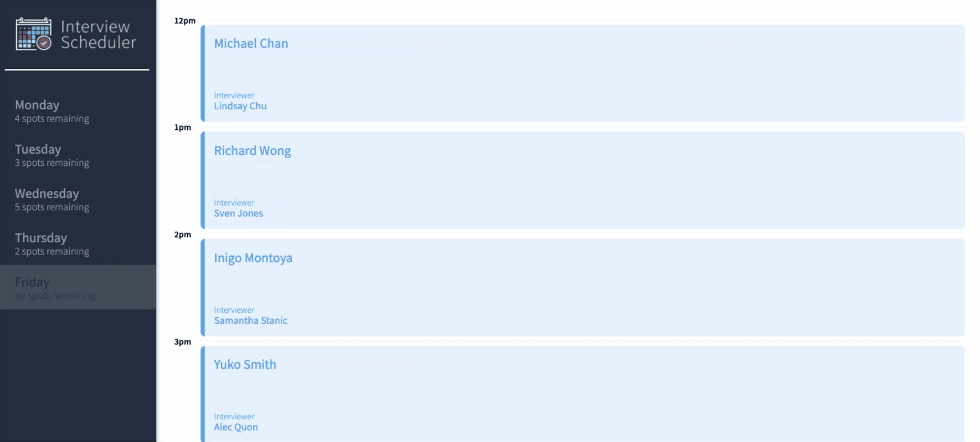 Interview
Scheduler
Monday
4 spots remaining
Tuesday
3 spots remaining
Wednesday
5 spots remaining
Thursday
2 spots remaining
Friday
no spots remaining
12pm
Michael Chan
Interviewer
Lindsay Chu
1pm
Richard Wong
Interviewer
Sven Jones
2pm
Inigo Montoya
Interviewer
Samantha Stanic
3pm
Yuko Smith
Interviewer
Alec Quon